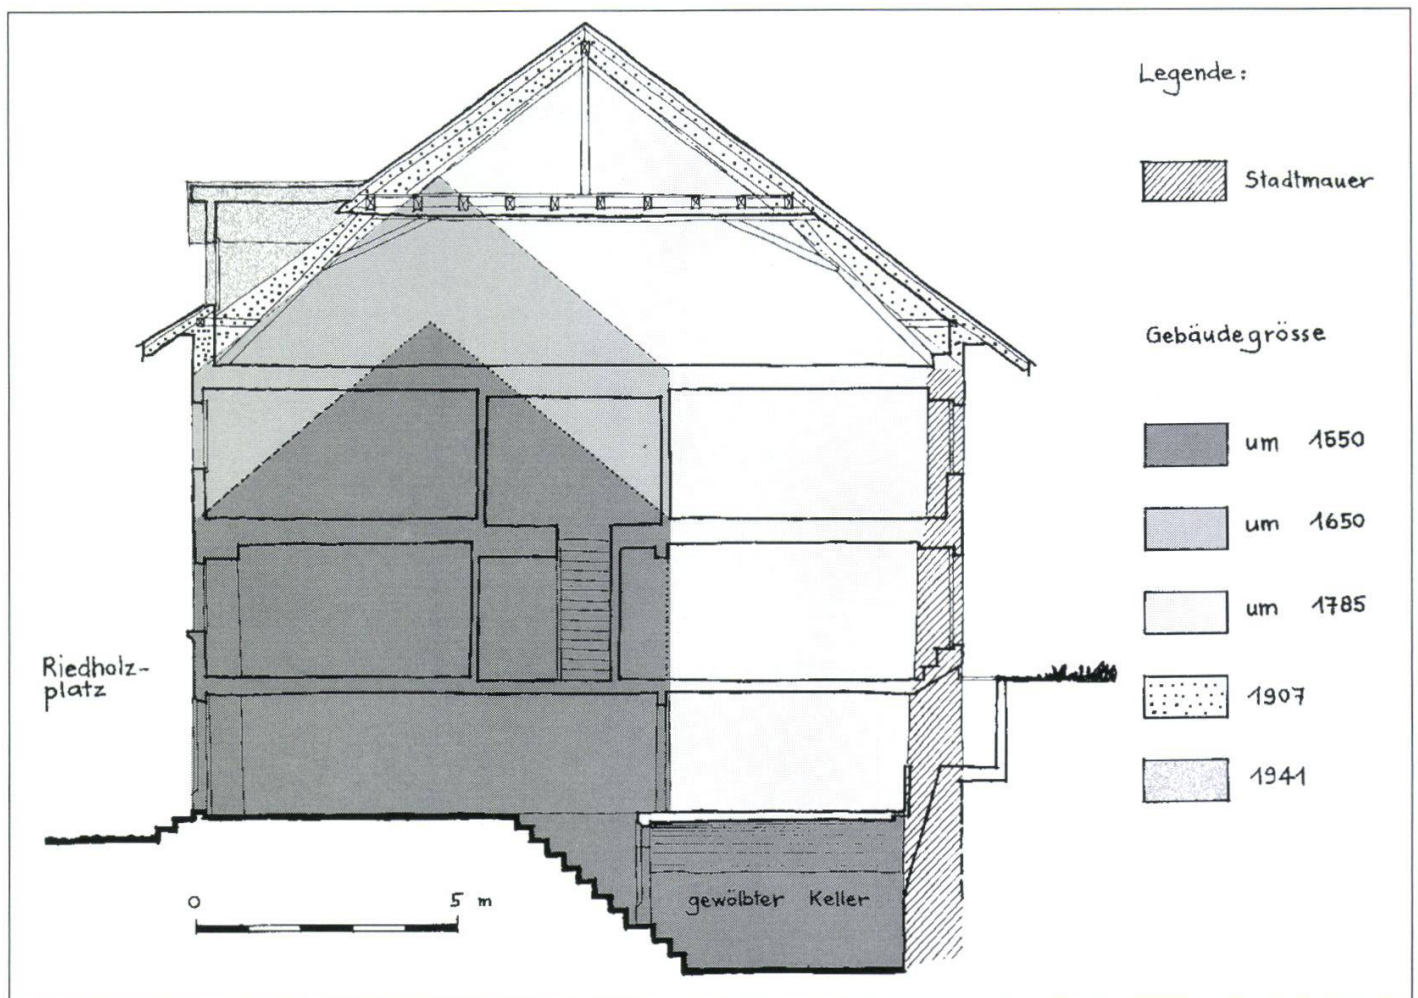 Legende:
Stadtmauer
Gebäudegrösse
um 1550
um 1650
um 1785
1907
1941
Riedholz-
platz
gewölbter Keller
0 5 m